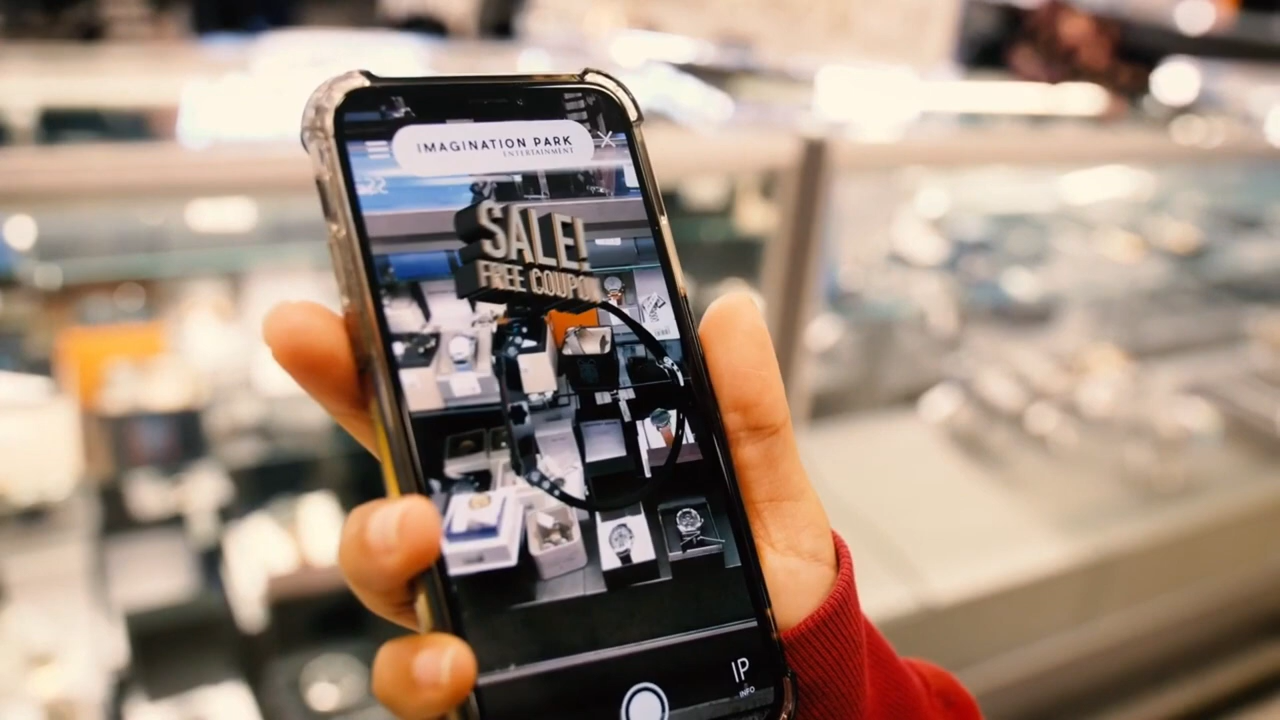 IMAGINATION PARK
ENTERTAINMENT
SALE!
FREE COUPON
IP
INFO